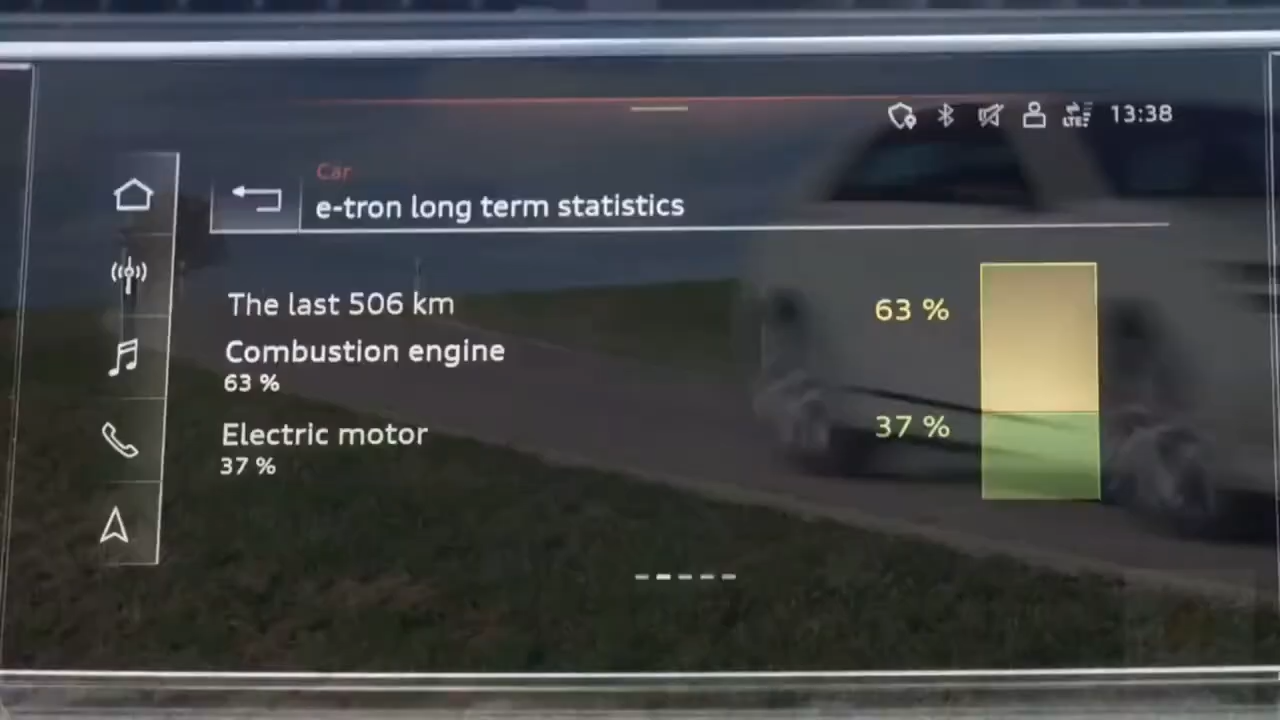 LTE
13:38
Car
e-tron long term statistics
The last 506 km
63 %
Combustion engine
63 %
37 %
Electric motor
37 %